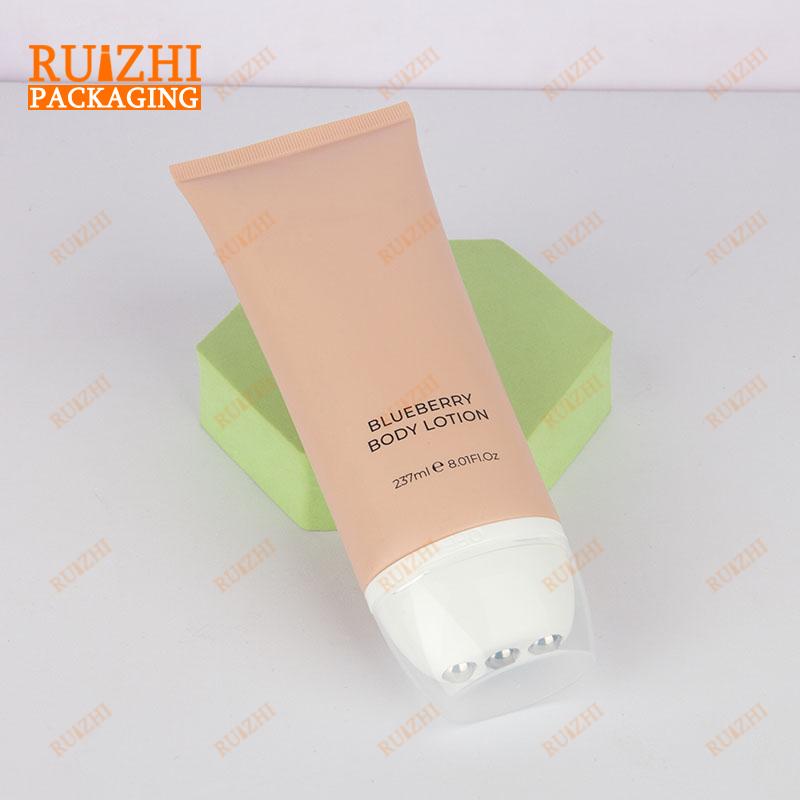 RUIZHI
PACKAGING
BLUEBERRY
BODY LOTION
237ml e 8.01Fl.Oz